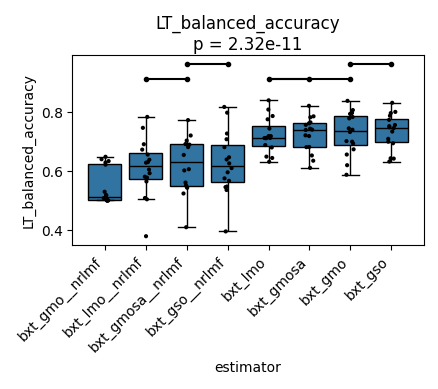 LT_balanced_accuracy
p = 2.32e-11
LT_balanced_accuracy
0.8
0.6
0.4
bxt_gmo__nrlmf
bxt_lmo__nrlmf
bxt_gmosa__nrlmf
bxt_gso__nrlmf
bxt_lmo
bxt_gmosa
bxt_gmo
bxt_gso
estimator